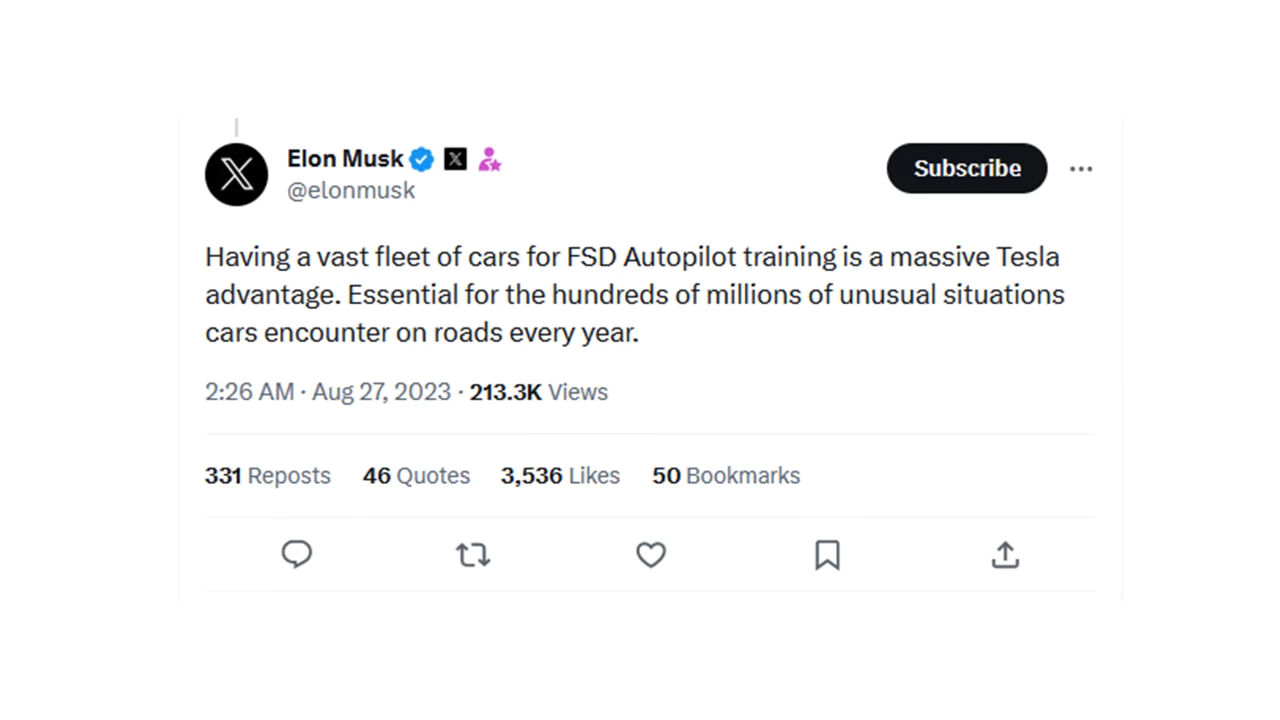 Elon Musk
@elonmusk
Subscribe
Having a vast fleet of cars for FSD Autopilot training is a massive Tesla
advantage. Essential for the hundreds of millions of unusual situations
cars encounter on roads every year.
2:26 AM · Aug 27, 2023 · 213.3K Views
331 Reposts 46 Quotes 3,536 Likes 50 Bookmarks